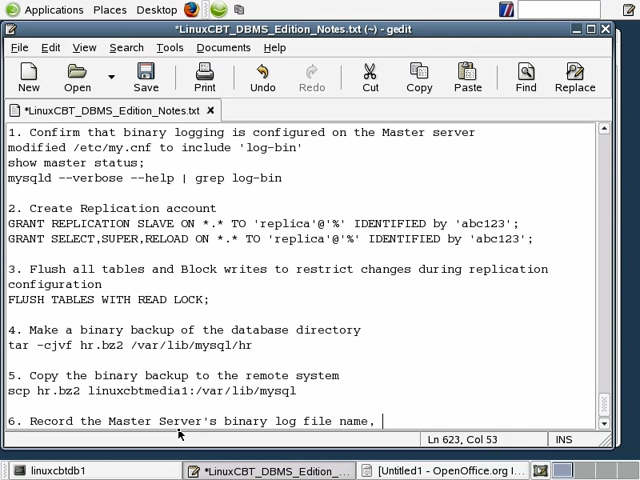 Applications Places Desktop
*LinuxCBT_DBMS_Edition_Notes.txt (~) - gedit
File Edit View Search Tools Documents Help
New Open Save Print Undo Redo Cut Copy Paste Find Replace
*LinuxCBT_DBMS_Edition_Notes.txt x
1. Confirm that binary logging is configured on the Master server
modified /etc/my.cnf to include 'log-bin'
show master status;
mysqld --verbose --help | grep log-bin
2. Create Replication account
GRANT REPLICATION SLAVE ON *.* TO 'replica'@'%' IDENTIFIED by 'abc123';
GRANT SELECT,SUPER,RELOAD ON *.* TO 'replica'@'%' IDENTIFIED by 'abc123';
3. Flush all tables and Block writes to restrict changes during replication
configuration
FLUSH TABLES WITH READ LOCK;
4. Make a binary backup of the database directory
tar -cjvf hr.bz2 /var/lib/mysql/hr
5. Copy the binary backup to the remote system
scp hr.bz2 linuxcbtmedia1:/var/lib/mysql
6. Record the Master Server's binary log file name,
Ln 623, Col 53 INS
linuxcbtdb1 *LinuxCBT_DBMS_Edition_... [Untitled1 - OpenOffice.org I...